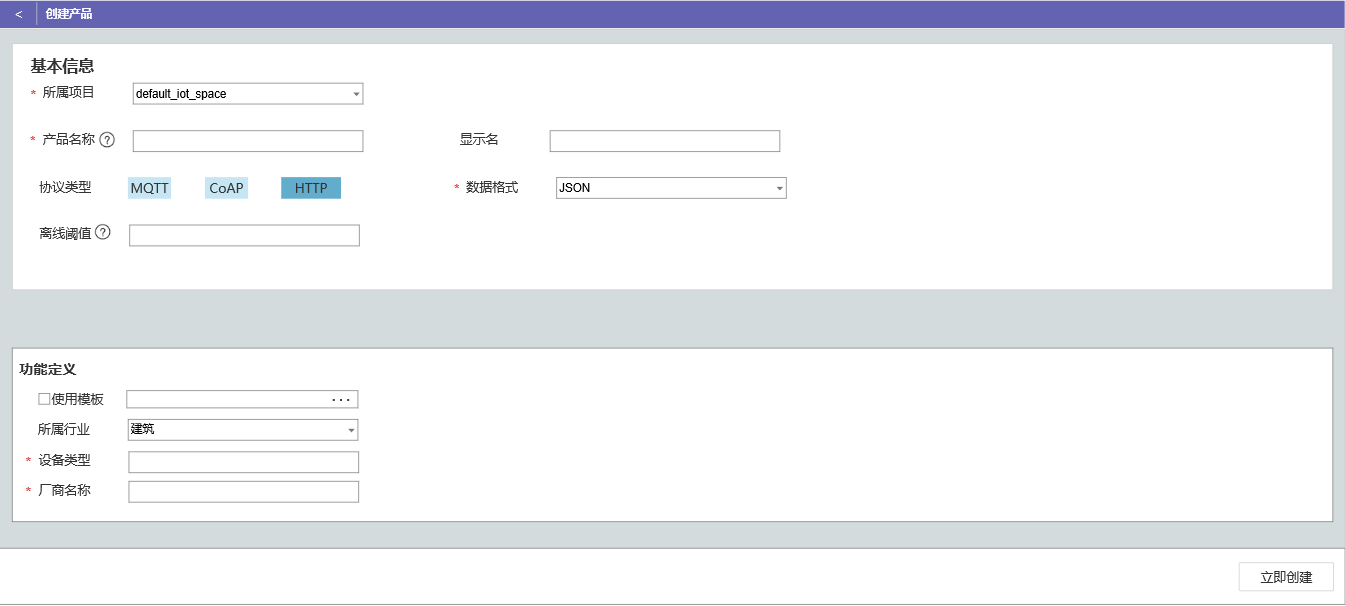 < 创建产品
基本信息
* 所属项目 default_iot_space
* 产品名称 ? 显示名
协议类型 MQTT CoAP HTTP * 数据格式 JSON
离线阈值 ?
功能定义
使用模板 ...
所属行业 建筑
* 设备类型
* 厂商名称
立即创建